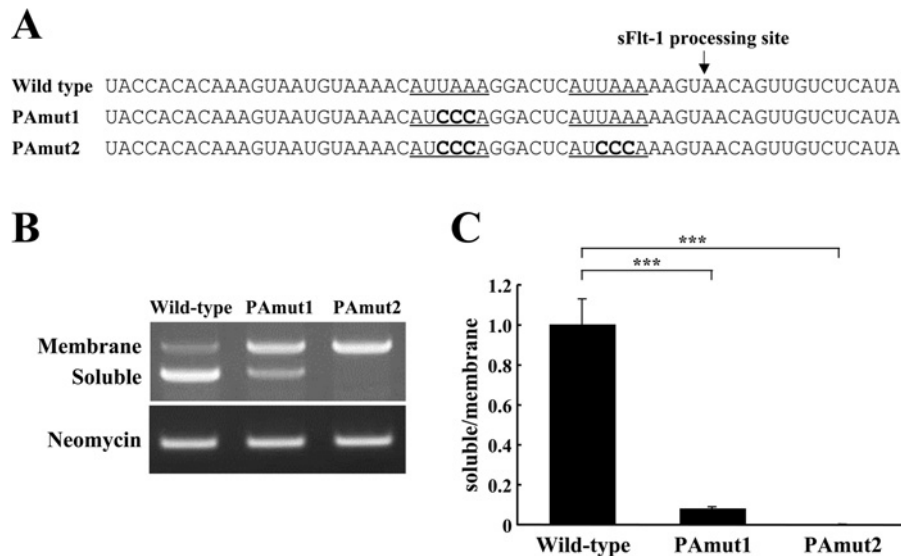 A
sFlt-1 processing site
Wild type UACCACACAAAGUAAUGUAAAACAUUAAAGGACUCAUUAAAAAGUAACAGUUGUCUCAUA
PAmut1 UACCACACAAAGUAAUGUAAAACAUCCCAGGACUCAUUAAAAAGUAACAGUUGUCUCAUA
PAmut2 UACCACACAAAGUAAUGUAAAACAUCCCAGGACUCAUCCCAAAGUAACAGUUGUCUCAUA
B
Wild-type PAmut1 PAmut2
Membrane
Soluble
Neomycin
C
***
***
soluble/membrane
1.2
1.0
0.8
0.6
0.4
0.2
0
Wild-type PAmut1 PAmut2